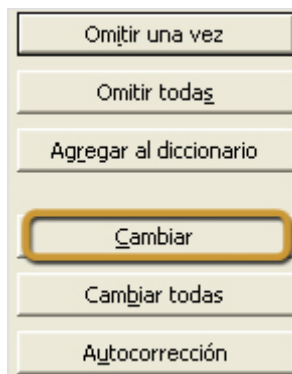 Omitir una vez
Omitir todas
Agregar al diccionario
Cambiar
Cambiar todas
Autocorrección